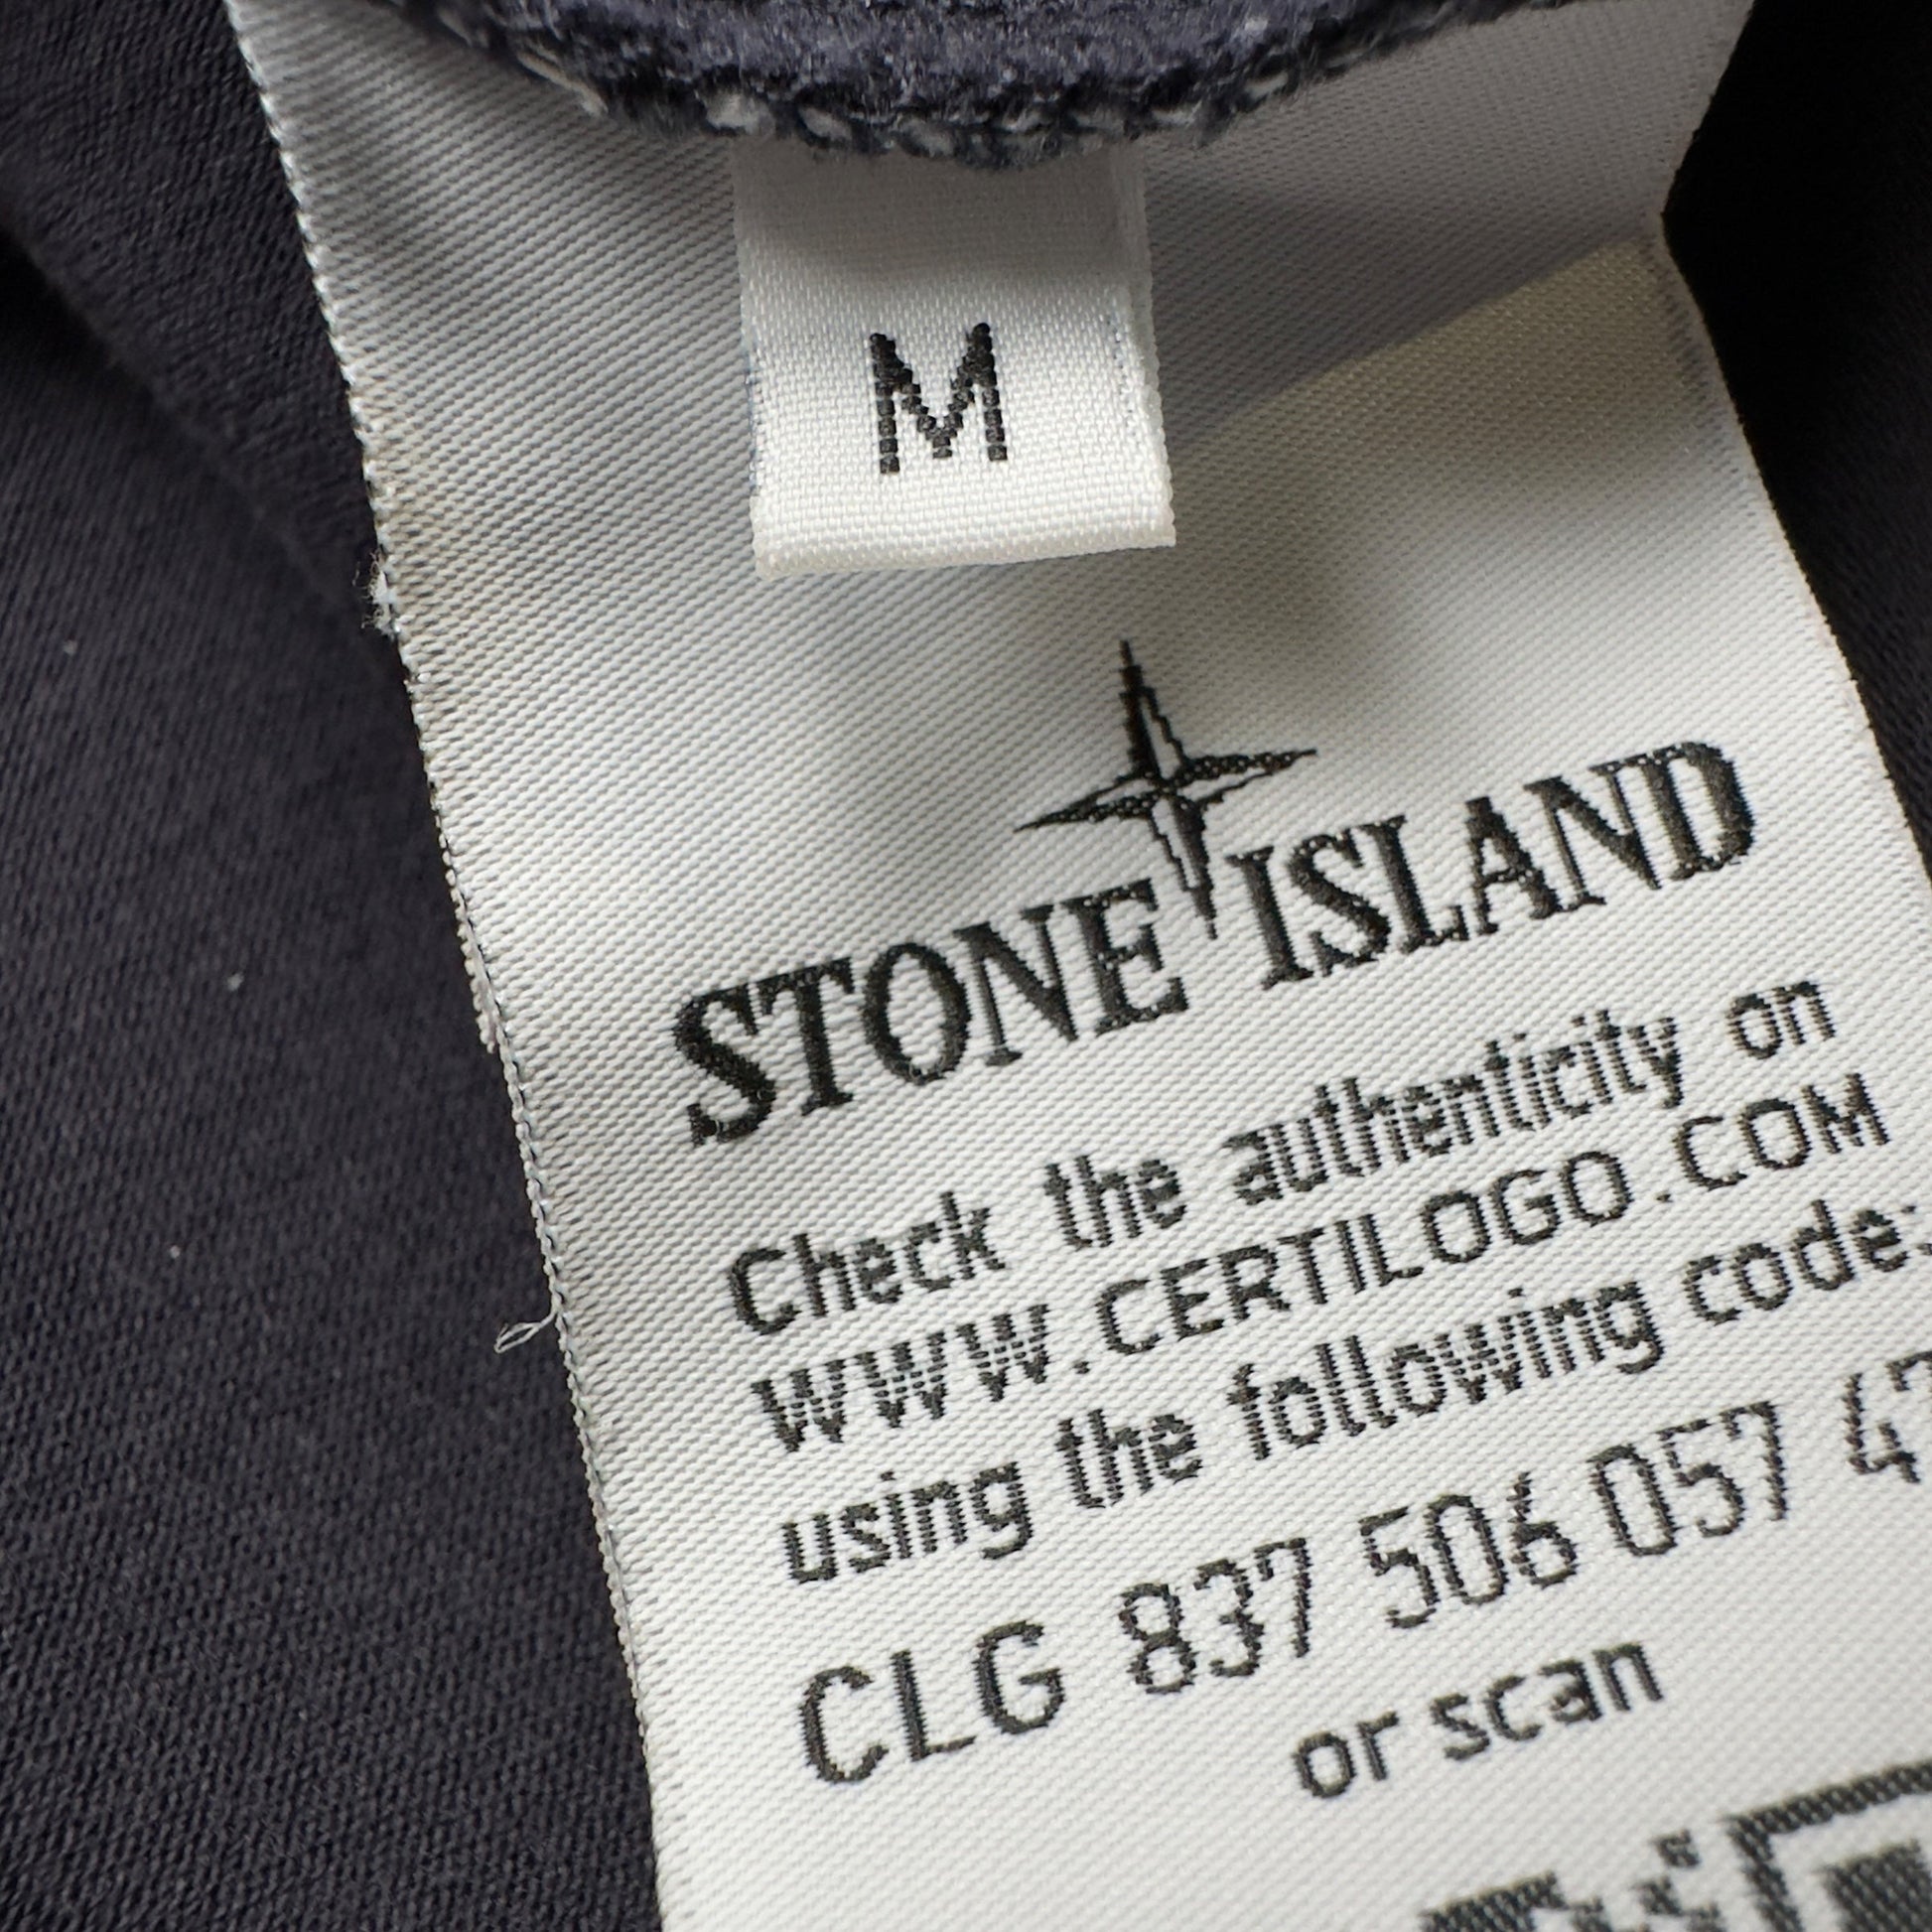 M
STONE ISLAND
Check the authenticity on
WWW.CERTILOGO.COM
using the following code:
CLG 837 506 057 4
or scan